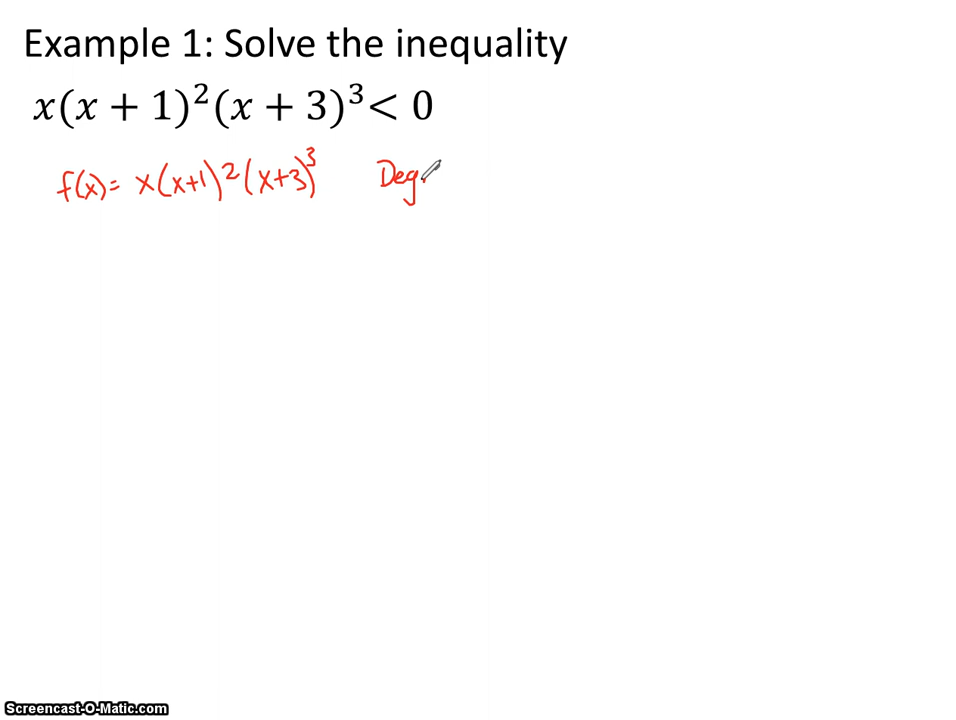 Example 1: Solve the inequality
𝑥(𝑥 + 1)²(𝑥 + 3)³< 0
f(x)= x(x+1)²(x+3)³ Deg.
Screencast-O-Matic.com